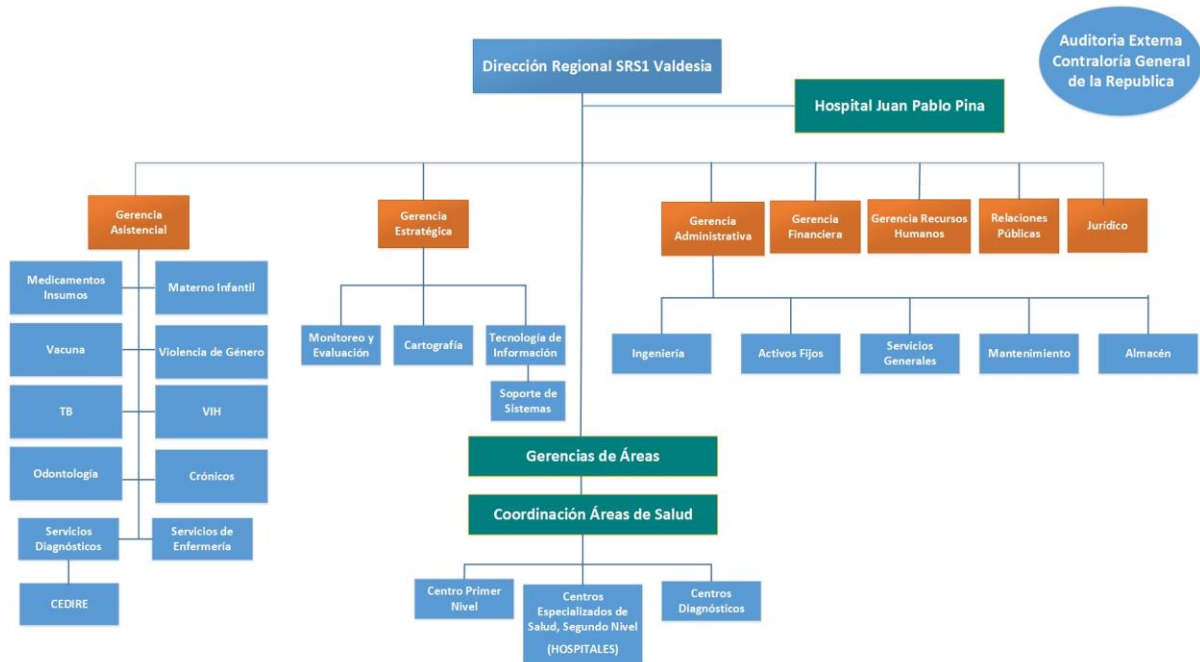 Dirección Regional SRS1 Valdesia
Auditoria Externa
Contraloría General
de la Republica
Hospital Juan Pablo Pina
Gerencia
Asistencial
Gerencia
Estratégica
Gerencia
Administrativa
Gerencia
Financiera
Gerencia Recursos
Humanos
Relaciones
Públicas
Jurídico
Medicamentos
Insumos
Materno Infantil
Vacuna
Violencia de Género
TB
VIH
Odontología
Crónicos
Servicios
Diagnósticos
Servicios de
Enfermería
CEDIRE
Monitoreo y
Evaluación
Cartografía
Tecnología de
Información
Soporte de
Sistemas
Ingeniería
Activos Fijos
Servicios
Generales
Mantenimiento
Almacén
Gerencias de Áreas
Coordinación Áreas de Salud
Centro Primer
Nivel
Centros
Especializados de
Salud, Segundo Nivel
(HOSPITALES)
Centros
Diagnósticos